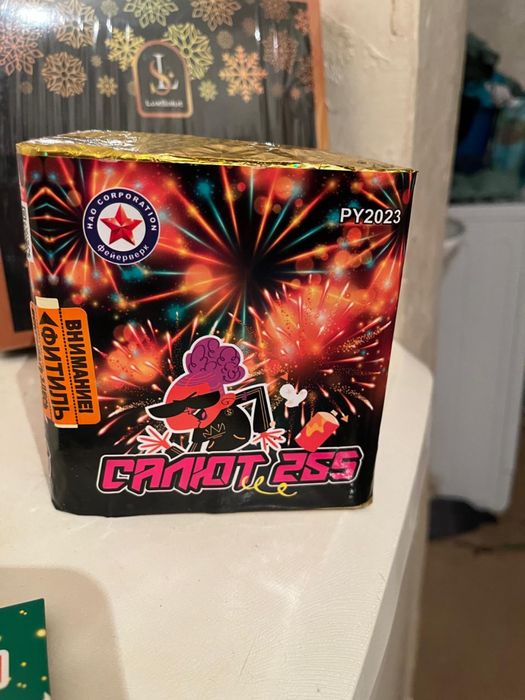 HAO CORPORATION
фейерверк
PY2023
ВНИМАНИЕ!
ФИТИЛЬ
САЛЮТ 255